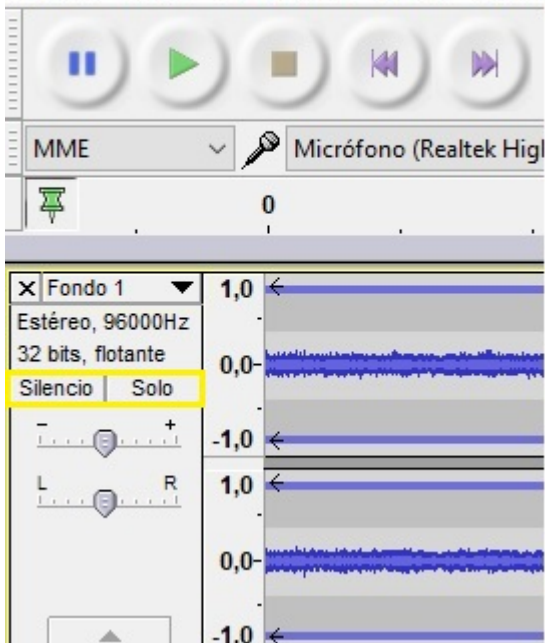 MME Micrófono (Realtek Higl
0
Fondo 1
Estéreo, 96000Hz
32 bits, flotante
Silencio Solo
- +
L R
1,0
0,0-
-1,0
1,0
0,0-
-1,0